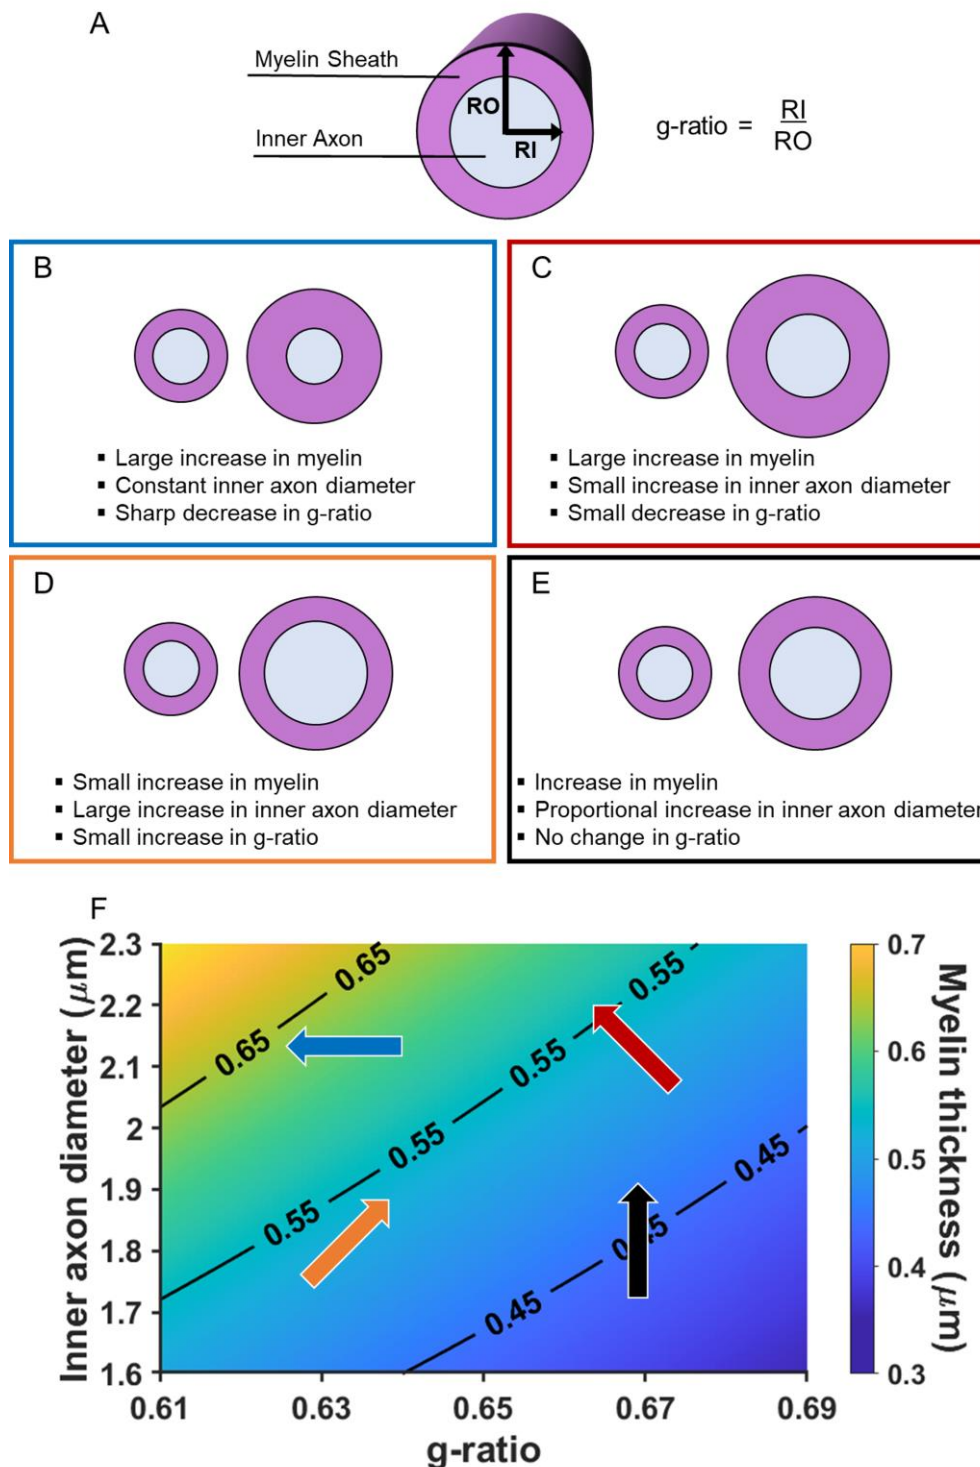 A
Myelin Sheath
Inner Axon
RO
RI
g-ratio = RI
RO
B
▪ Large increase in myelin
▪ Constant inner axon diameter
▪ Sharp decrease in g-ratio
C
▪ Large increase in myelin
▪ Small increase in inner axon diameter
▪ Small decrease in g-ratio
D
▪ Small increase in myelin
▪ Large increase in inner axon diameter
▪ Small increase in g-ratio
E
▪ Increase in myelin
▪ Proportional increase in inner axon diameter
▪ No change in g-ratio
F
Inner axon diameter (μm)
2.3
2.2
2.1
2
1.9
1.8
1.7
1.6
0.65
0.65
0.55
0.55
0.55
0.55
0.45
0.45
0.45
0.61
0.63
0.65
0.67
0.69
g-ratio
0.7
0.6
0.5
0.4
0.3
Myelin thickness (μm)